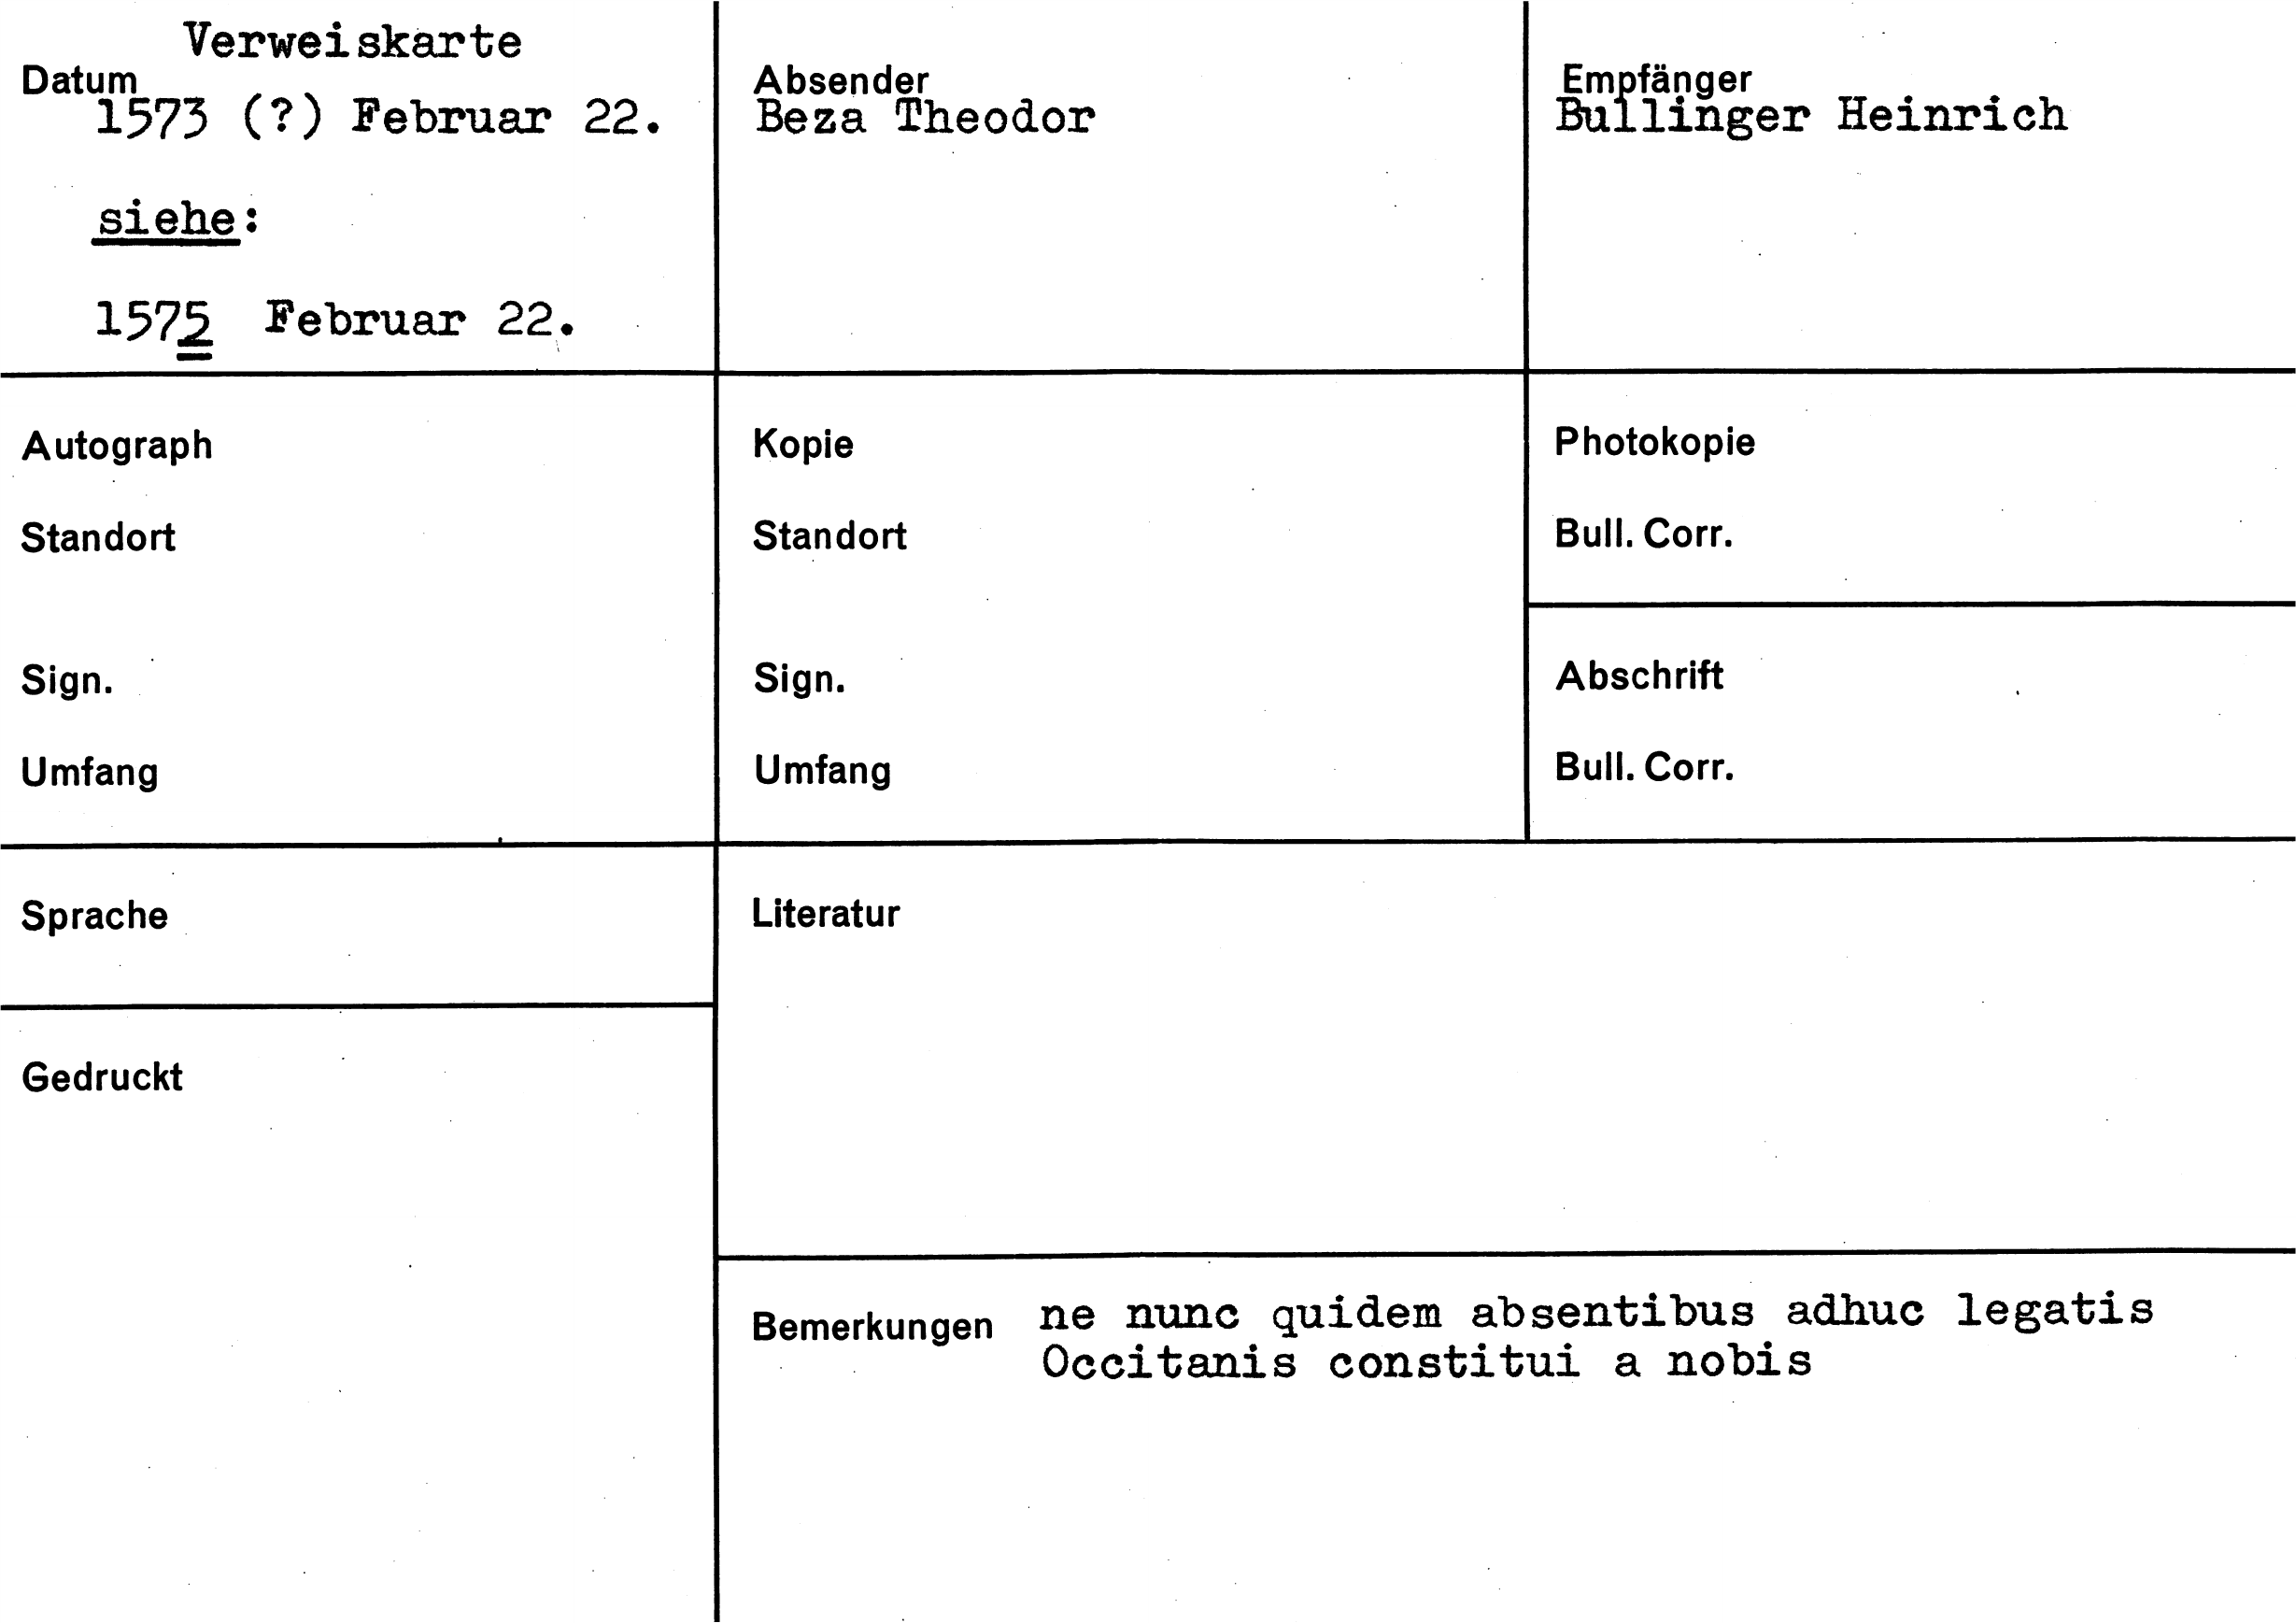 Verweiskarte
Datum
1573 (?) Februar 22.
siehe:
1575 Februar 22.
Absender
Beza Theodor
Empfänger
Bullinger Heinrich
Autograph
Standort
Sign.
Umfang
Kopie
Standort
Sign.
Umfang
Photokopie
Bull. Corr.
Abschrift
Bull. Corr.
Sprache
Literatur
Gedruckt
Bemerkungen ne nunc quidem absentibus adhuc legatis
Occitanis constitui a nobis